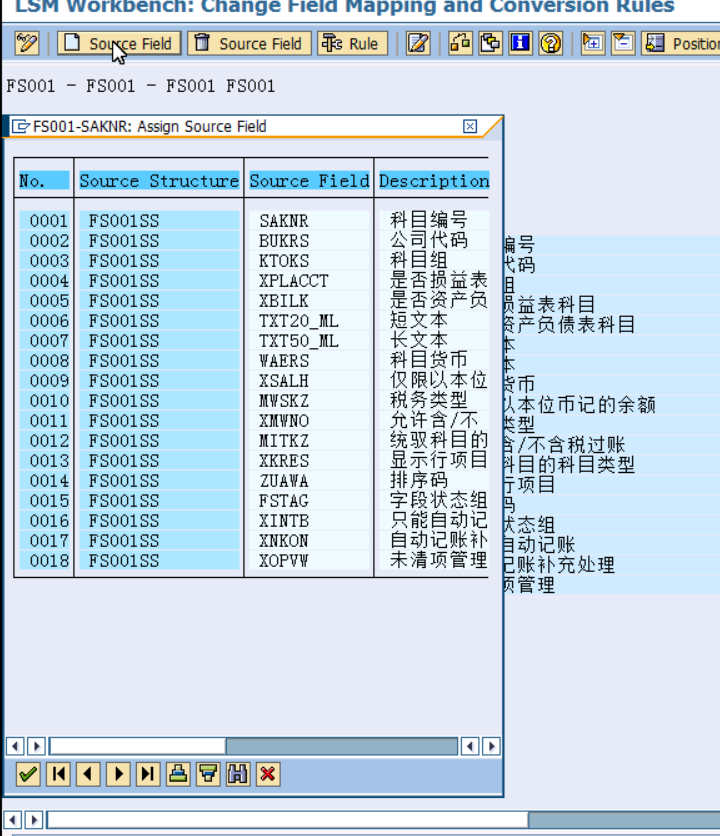 LSM Workbench: Change Field Mapping and Conversion Rules
Source Field Source Field Rule Position
FS001 - FS001 - FS001 FS001
FS001-SAKNR: Assign Source Field
No. Source Structure Source Field Description
0001 FS001SS SAKNR 科目编号
0002 FS001SS BUKRS 公司代码 编号
0003 FS001SS KTOKS 科目组 代码
0004 FS001SS XPLACCT 是否损益表 组
0005 FS001SS XBILK 是否资产负 损益表科目
0006 FS001SS TXT20_ML 短文本 资产负债表科目
0007 FS001SS TXT50_ML 长文本 本
0008 FS001SS WAERS 科目货币 本
0009 FS001SS XSALH 仅限以本位 货币
0010 FS001SS MWSKZ 税务类型 以本位币记的余额
0011 FS001SS XMWNO 允许含/不 类型
0012 FS001SS MITKZ 统驭科目的 含/不含税过账
0013 FS001SS XKRES 显示行项目 科目的科目类型
0014 FS001SS ZUAWA 排序码 行项目
0015 FS001SS FSTAG 字段状态组 码
0016 FS001SS XINTB 只能自动记 状态组
0017 FS001SS XNKON 自动记账补 自动记账
0018 FS001SS XOPVW 未清项管理 记账补充处理
项管理